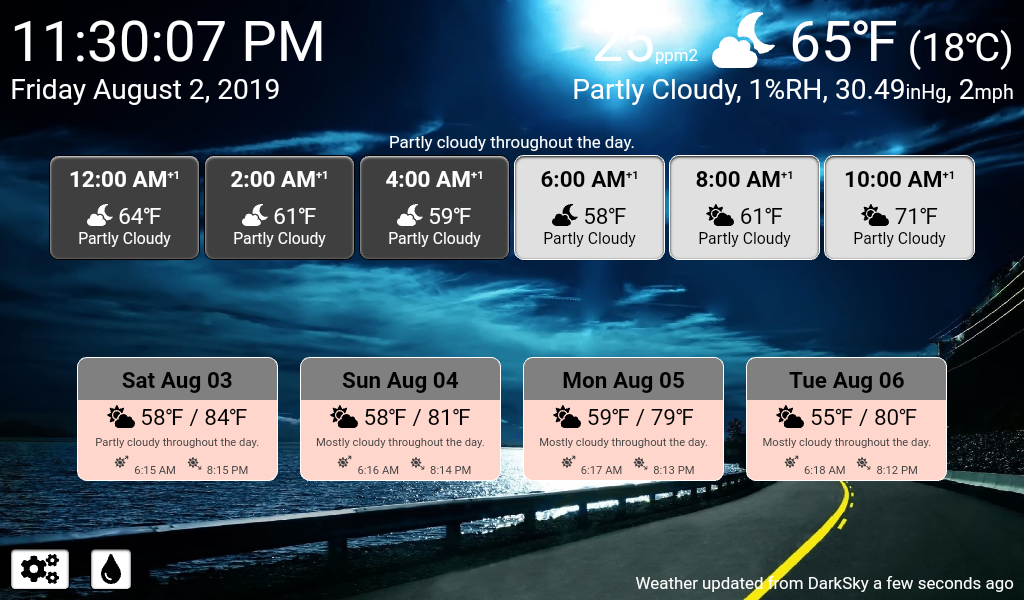 11:30:07 PM
25ppm2 65°F (18°C)
Friday August 2, 2019
Partly Cloudy, 1%RH, 30.49inHg, 2mph
Partly cloudy throughout the day.
12:00 AM+1
64°F
Partly Cloudy
2:00 AM+1
61°F
Partly Cloudy
4:00 AM+1
59°F
Partly Cloudy
6:00 AM+1
58°F
Partly Cloudy
8:00 AM+1
61°F
Partly Cloudy
10:00 AM+1
71°F
Partly Cloudy
Sat Aug 03
58°F / 84°F
Partly cloudy throughout the day.
6:15 AM 8:15 PM
Sun Aug 04
58°F / 81°F
Mostly cloudy throughout the day.
6:16 AM 8:14 PM
Mon Aug 05
59°F / 79°F
Mostly cloudy throughout the day.
6:17 AM 8:13 PM
Tue Aug 06
55°F / 80°F
Mostly cloudy throughout the day.
6:18 AM 8:12 PM
Weather updated from DarkSky a few seconds ago